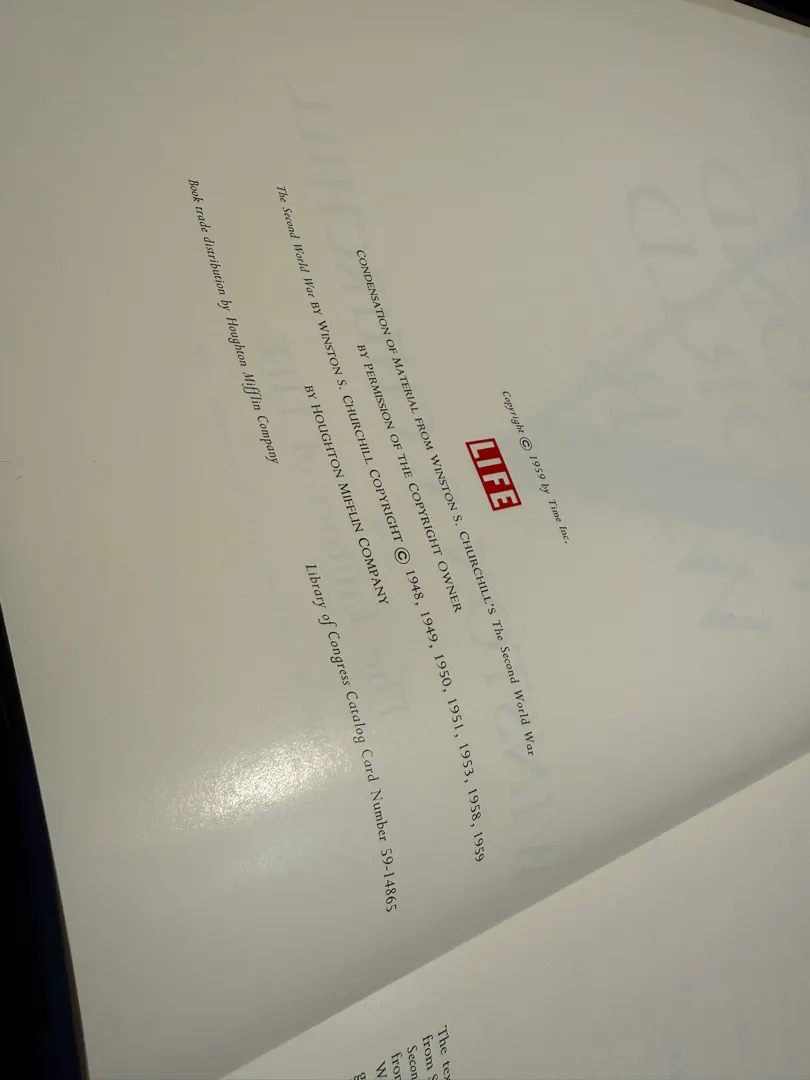 Copyright © 1959 by Time Inc.
LIFE
CONDENSATION OF MATERIAL FROM WINSTON S. CHURCHILL'S The Second World War
BY PERMISSION OF THE COPYRIGHT OWNER
The Second World War BY WINSTON S. CHURCHILL COPYRIGHT © 1948, 1949, 1950, 1951, 1953, 1958, 1959
BY HOUGHTON MIFFLIN COMPANY
Book trade distribution by Houghton Mifflin Company Library of Congress Catalog Card Number 59-14865
The
from